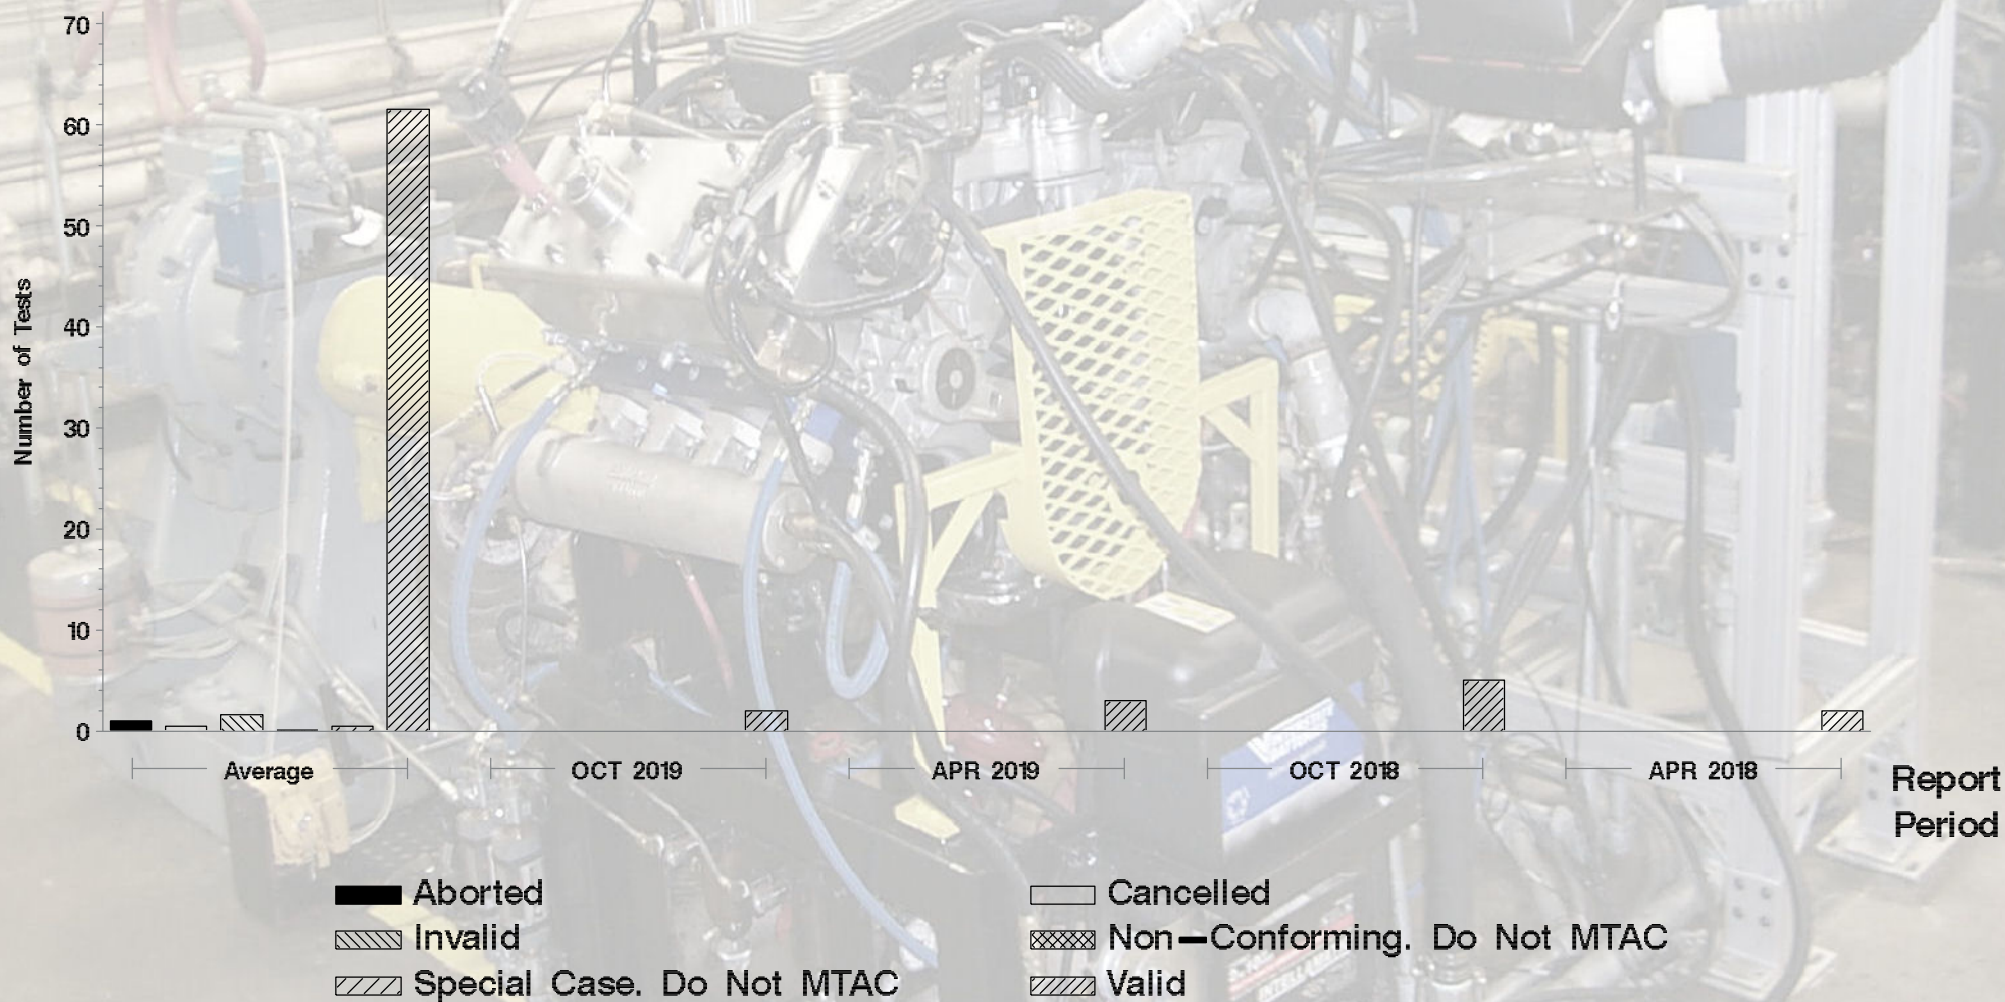 70
60
50
40
30
20
10
0
Number of Tests
Average
OCT 2019
APR 2019
OCT 2018
APR 2018
Report
Period
Aborted
Cancelled
Invalid
Non-Conforming. Do Not MTAC
Special Case. Do Not MTAC
Valid